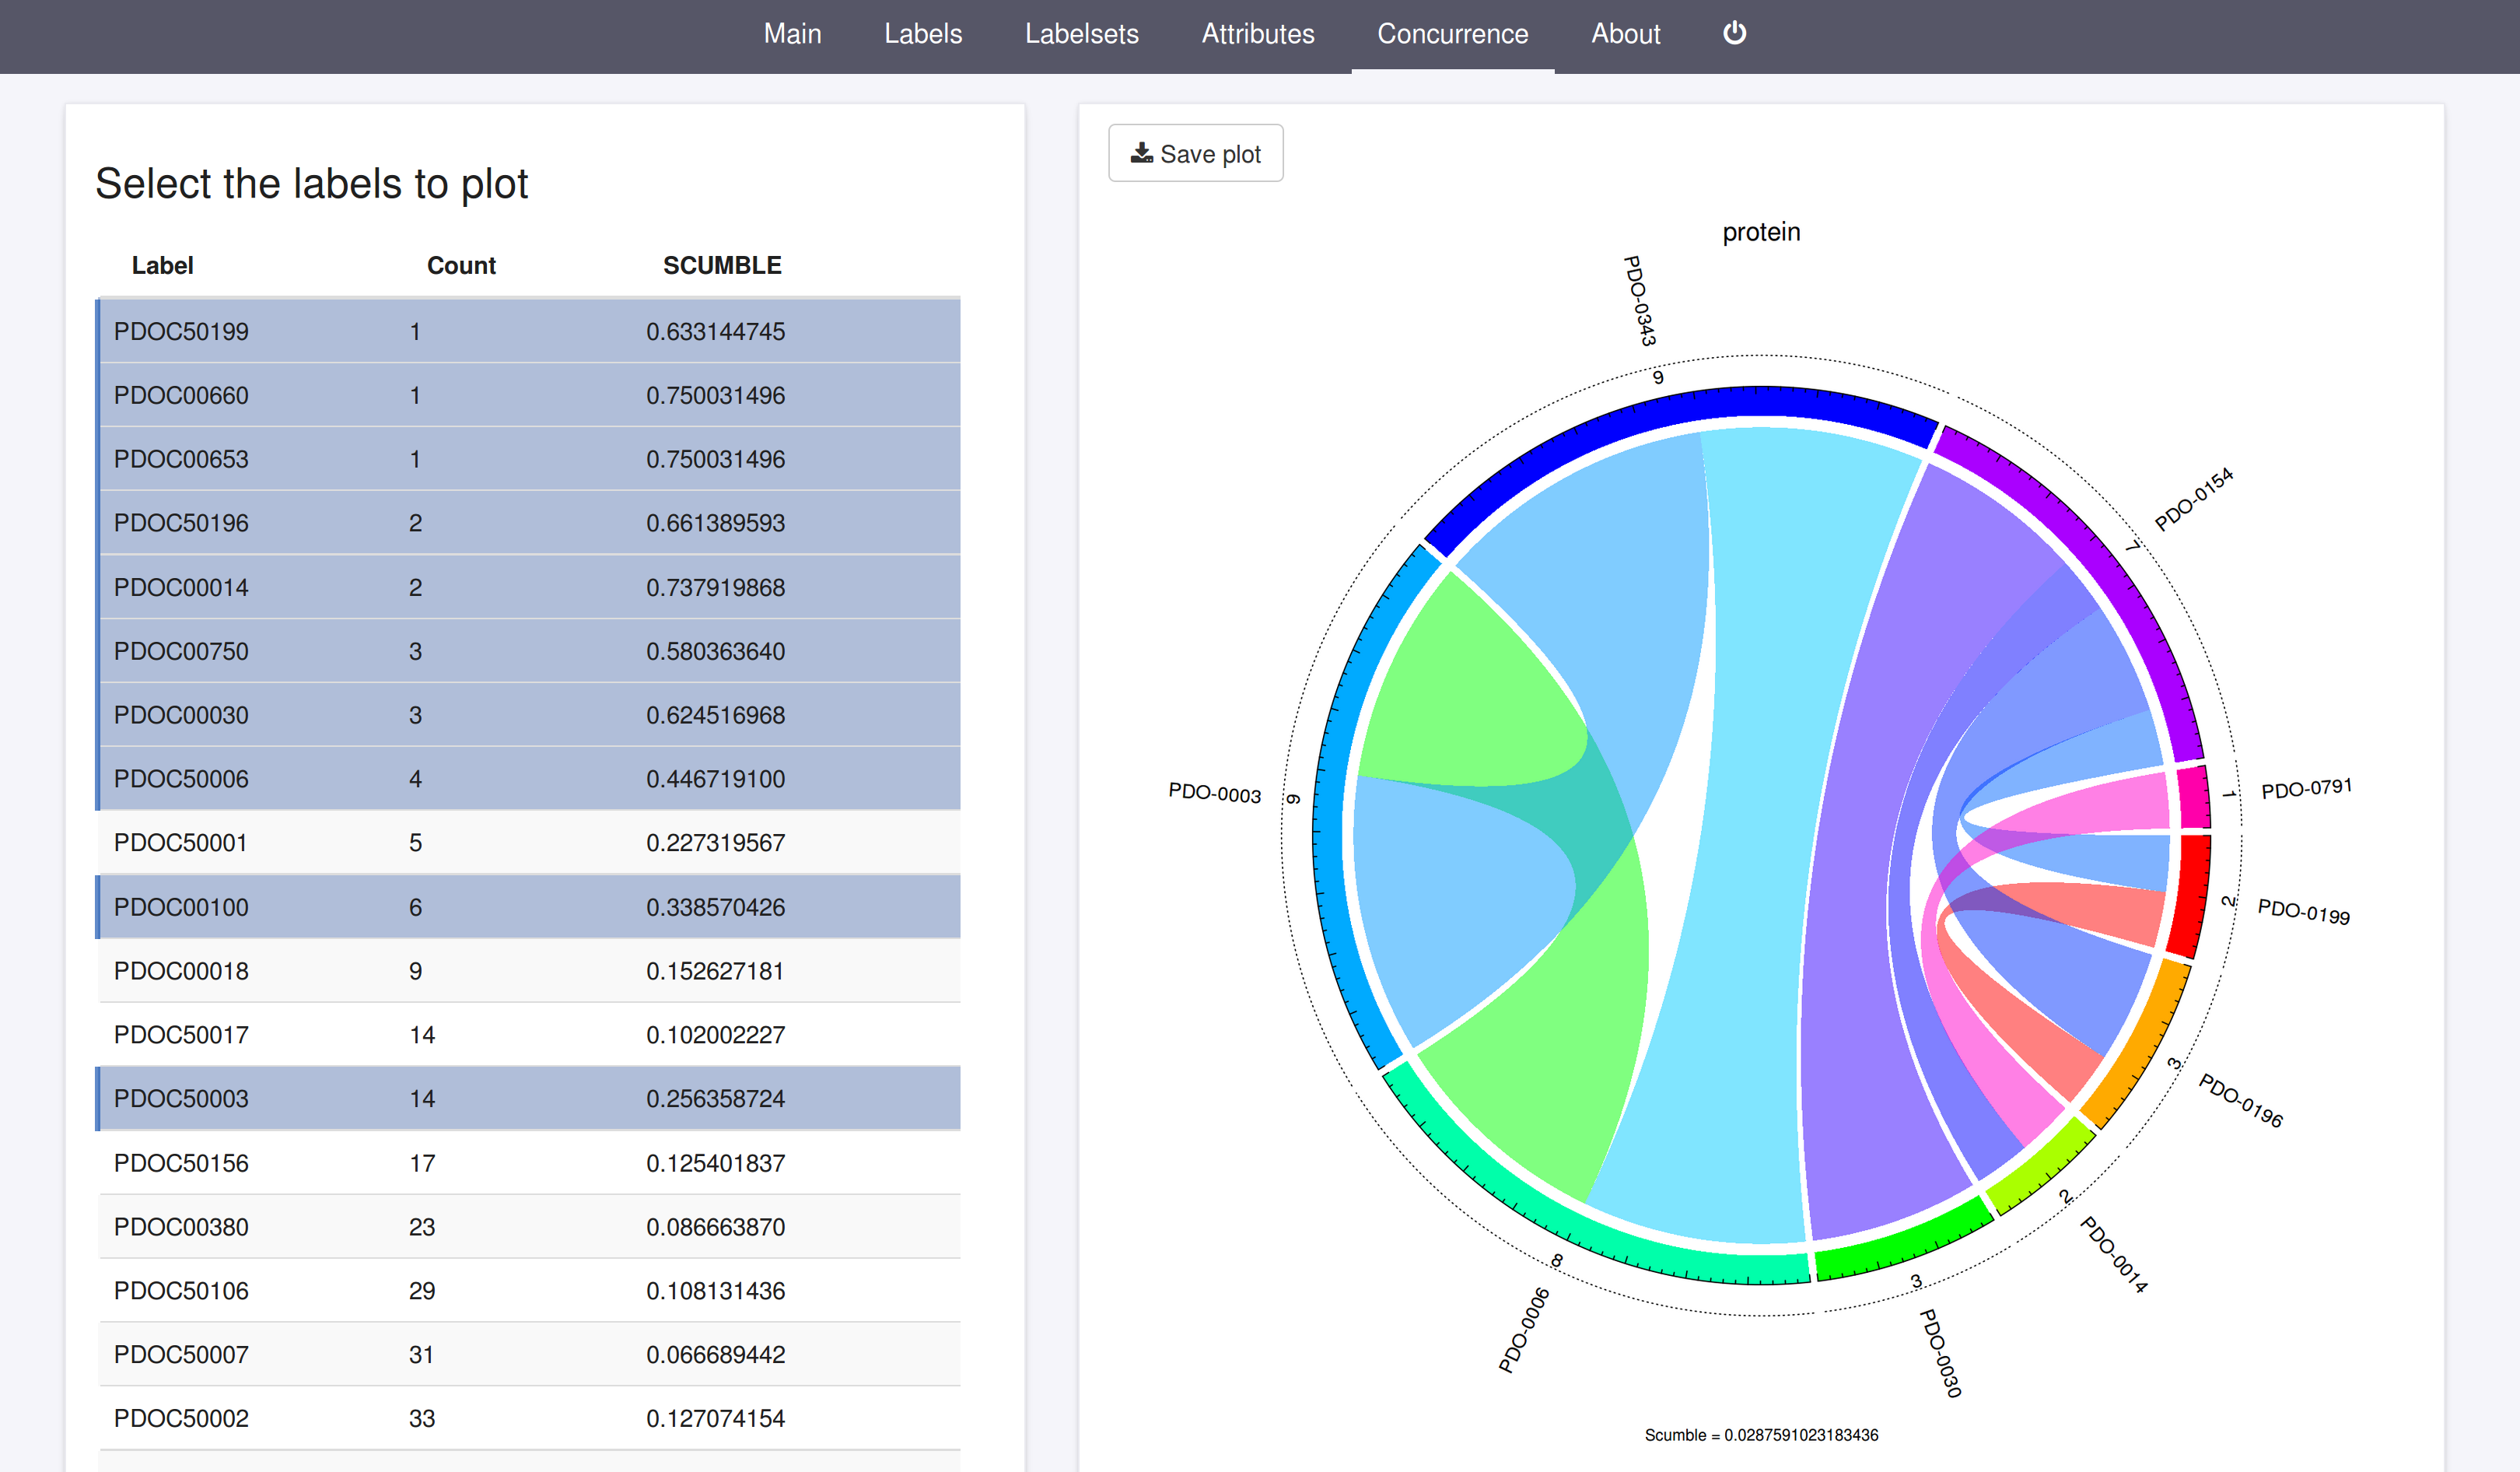 Main Labels Labelsets Attributes Concurrence About
Select the labels to plot
Label Count SCUMBLE
PDOC50199 1 0.633144745
PDOC00660 1 0.750031496
PDOC00653 1 0.750031496
PDOC50196 2 0.661389593
PDOC00014 2 0.737919868
PDOC00750 3 0.580363640
PDOC00030 3 0.624516968
PDOC50006 4 0.446719100
PDOC50001 5 0.227319567
PDOC00100 6 0.338570426
PDOC00018 9 0.152627181
PDOC50017 14 0.102002227
PDOC50003 14 0.256358724
PDOC50156 17 0.125401837
PDOC00380 23 0.086663870
PDOC50106 29 0.108131436
PDOC50007 31 0.066689442
PDOC50002 33 0.127074154
Save plot
protein
PDO-0343
9
PDO-0154
7
PDO-0791
1
PDO-0199
2
PDO-0196
3
PDO-0014
2
PDO-0030
3
PDO-0006
8
PDO-0003
9
Scumble = 0.0287591023183436